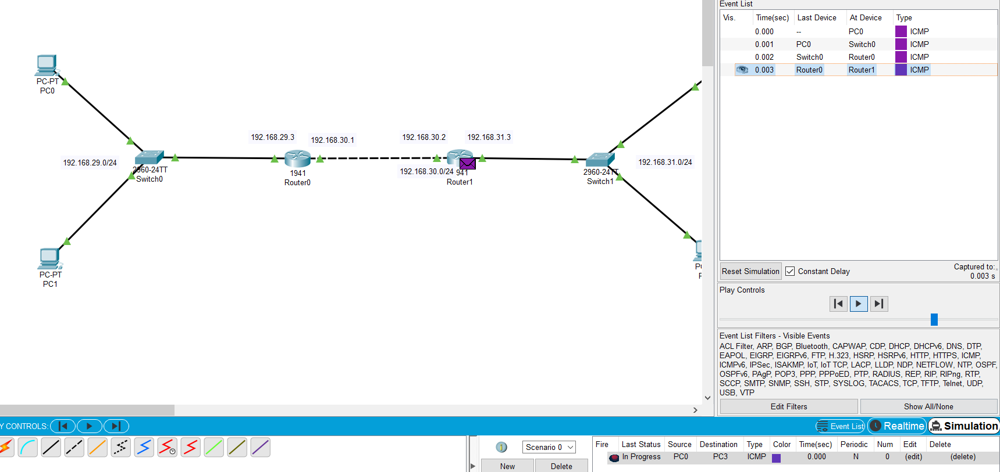 PC-PT
PC0
192.168.29.0/24
2960-24TT
Switch0
PC-PT
PC1
192.168.29.3
192.168.30.1
1941
Router0
192.168.30.2
192.168.31.3
192.168.30.0/24
941
Router1
2960-24T
Switch1
192.168.31.0/24
Event List
Vis. Time(sec) Last Device At Device Type
0.000 -- PC0 ICMP
0.001 PC0 Switch0 ICMP
0.002 Switch0 Router0 ICMP
0.003 Router0 Router1 ICMP
Reset Simulation Constant Delay
Captured to:
0.003 s
Play Controls
Event List Filters - Visible Events
ACL Filter, ARP, BGP, Bluetooth, CAPWAP, CDP, DHCP, DHCPv6, DNS, DTP,
EAPOL, EIGRP, EIGRPv6, FTP, H.323, HSRP, HSRPv6, HTTP, HTTPS, ICMP,
ICMPv6, IPSec, ISAKMP, IoT, IoT TCP, LACP, LLDP, NDP, NETFLOW, NTP, OSPF,
OSPFv6, PAgP, POP3, PPP, PPPoED, PTP, RADIUS, REP, RIP, RIPng, RTP,
SCCP, SMTP, SNMP, SSH, STP, SYSLOG, TACACS, TCP, TFTP, Telnet, UDP,
USB, VTP
Edit Filters Show All/None
Y CONTROLS:
Event List Realtime Simulation
Scenario 0
New Delete
Fire Last Status Source Destination Type Color Time(sec) Periodic Num Edit Delete
In Progress PC0 PC3 ICMP 0.000 N 0 (edit) (delete)